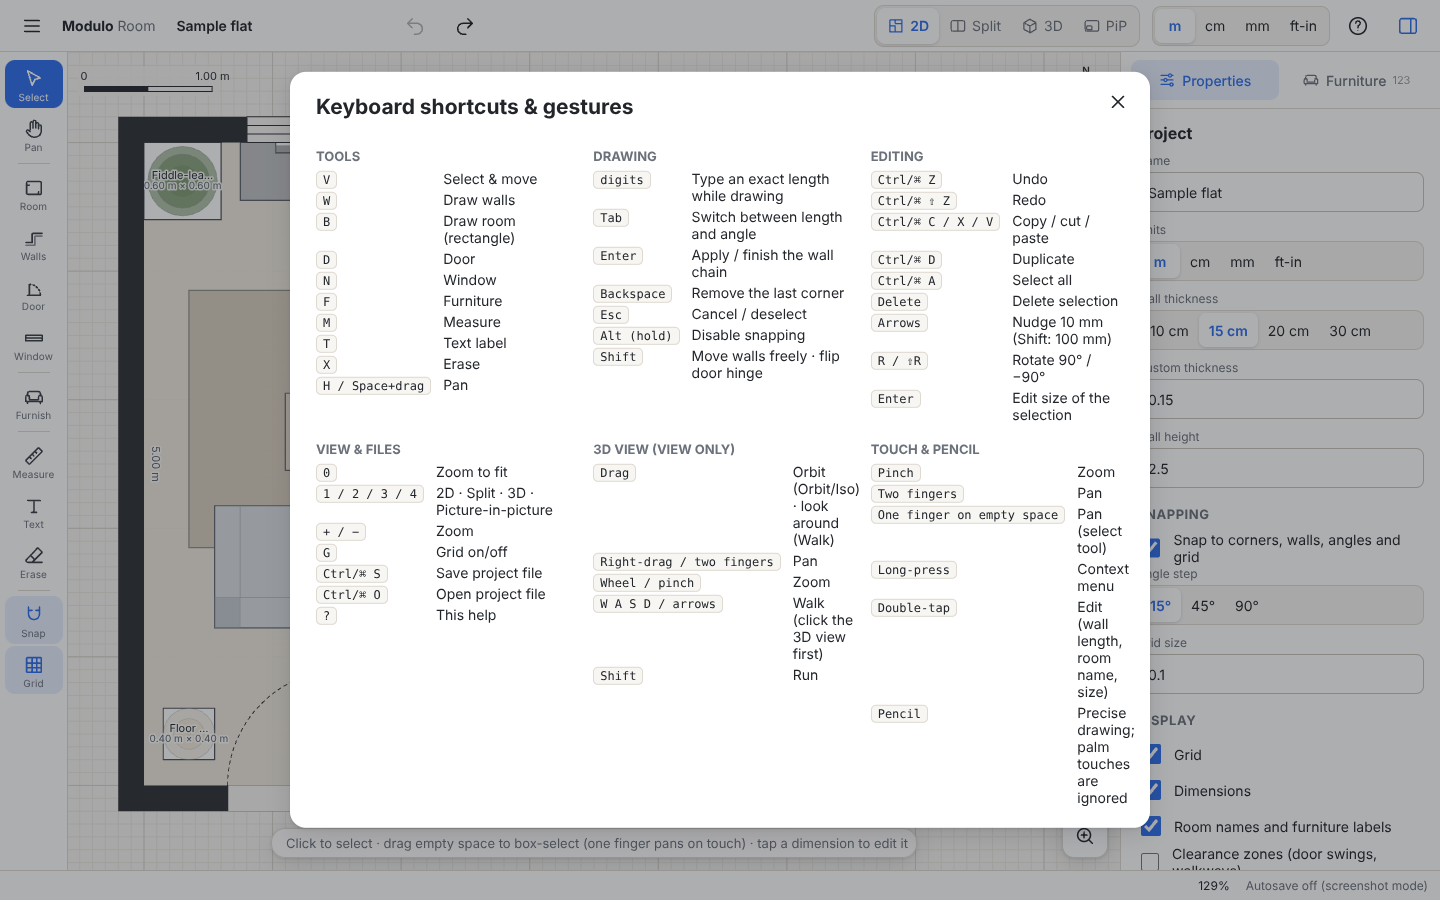 Modulo Room
Sample flat
2D
Split
3D
PiP
m
cm
mm
ft-in
Select
Pan
Room
Walls
Door
Window
Furnish
Measure
Text
Erase
Snap
Grid
0
1.00 m
N
Fiddle-lea...
0.60 m × 0.60 m
5.00 m
Floor ...
0.40 m × 0.40 m
Keyboard shortcuts & gestures
TOOLS
V Select & move
W Draw walls
B Draw room
(rectangle)
D Door
N Window
F Furniture
M Measure
T Text label
X Erase
H / Space+drag Pan
DRAWING
digits Type an exact length
while drawing
Tab Switch between length
and angle
Enter Apply / finish the wall
chain
Backspace Remove the last corner
Esc Cancel / deselect
Alt (hold) Disable snapping
Shift Move walls freely · flip
door hinge
EDITING
Ctrl/⌘ Z Undo
Ctrl/⌘ ⇧ Z Redo
Ctrl/⌘ C / X / V Copy / cut /
paste
Ctrl/⌘ D Duplicate
Ctrl/⌘ A Select all
Delete Delete selection
Arrows Nudge 10 mm
(Shift: 100 mm)
R / ⇧R Rotate 90° /
−90°
Enter Edit size of the
selection
VIEW & FILES
0 Zoom to fit
1 / 2 / 3 / 4 2D · Split · 3D ·
Picture-in-picture
+ / − Zoom
G Grid on/off
Ctrl/⌘ S Save project file
Ctrl/⌘ O Open project file
? This help
3D VIEW (VIEW ONLY)
Drag Orbit
(Orbit/Iso)
· look
around
(Walk)
Right-drag / two fingers Pan
Wheel / pinch Zoom
W A S D / arrows Walk
(click the
3D view
first)
Shift Run
TOUCH & PENCIL
Pinch Zoom
Two fingers Pan
One finger on empty space Pan
(select
tool)
Long-press Context
menu
Double-tap Edit
(wall
length,
room
name,
size)
Pencil Precise
drawing;
palm
touches
are
ignored
Properties
Furniture 123
roject
ame
Sample flat
nits
m cm mm ft-in
all thickness
10 cm 15 cm 20 cm 30 cm
ustom thickness
0.15
all height
2.5
NAPPING
Snap to corners, walls, angles and
grid
ngle step
15° 45° 90°
rid size
0.1
SPLAY
Grid
Dimensions
Room names and furniture labels
Clearance zones (door swings,
walkways)
Click to select · drag empty space to box-select (one finger pans on touch) · tap a dimension to edit it
129%
Autosave off (screenshot mode)